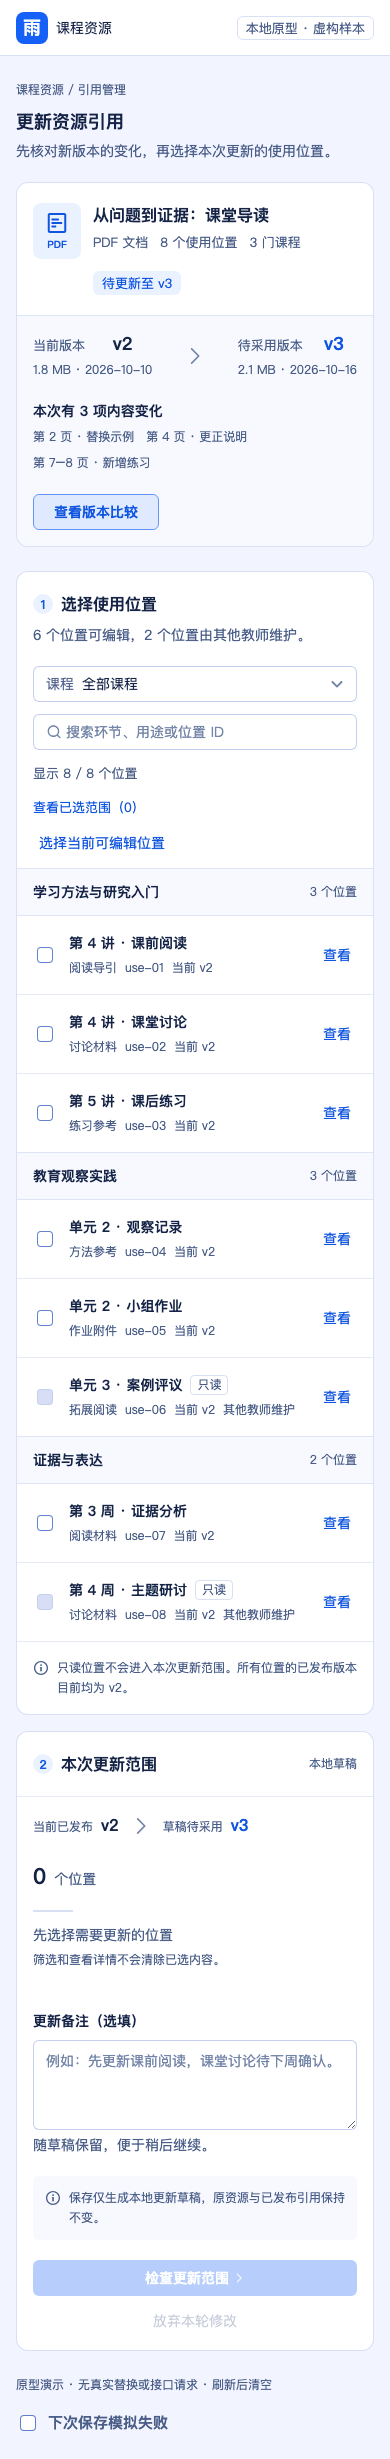 雨 课程资源 本地原型 · 虚构样本
课程资源 / 引用管理
更新资源引用
先核对新版本的变化，再选择本次更新的使用位置。
PDF
从问题到证据：课堂导读
PDF 文档 8 个使用位置 3 门课程
待更新至 v3
当前版本 v2
1.8 MB · 2026-10-10
待采用版本 v3
2.1 MB · 2026-10-16
本次有 3 项内容变化
第 2 页 · 替换示例 第 4 页 · 更正说明
第 7—8 页 · 新增练习
查看版本比较
1 选择使用位置
6 个位置可编辑，2 个位置由其他教师维护。
课程 全部课程
搜索环节、用途或位置 ID
显示 8 / 8 个位置
查看已选范围（0）
选择当前可编辑位置
学习方法与研究入门 3 个位置
第 4 讲 · 课前阅读
阅读导引 use-01 当前 v2
查看
第 4 讲 · 课堂讨论
讨论材料 use-02 当前 v2
查看
第 5 讲 · 课后练习
练习参考 use-03 当前 v2
查看
教育观察实践 3 个位置
单元 2 · 观察记录
方法参考 use-04 当前 v2
查看
单元 2 · 小组作业
作业附件 use-05 当前 v2
查看
单元 3 · 案例评议 只读
拓展阅读 use-06 当前 v2 其他教师维护
查看
证据与表达 2 个位置
第 3 周 · 证据分析
阅读材料 use-07 当前 v2
查看
第 4 周 · 主题研讨 只读
讨论材料 use-08 当前 v2 其他教师维护
查看
只读位置不会进入本次更新范围。所有位置的已发布版本
目前均为 v2。
2 本次更新范围 本地草稿
当前已发布 v2 草稿待采用 v3
0 个位置
先选择需要更新的位置
筛选和查看详情不会清除已选内容。
更新备注（选填）
例如：先更新课前阅读，课堂讨论待下周确认。
随草稿保留，便于稍后继续。
保存仅生成本地更新草稿，原资源与已发布引用保持
不变。
检查更新范围
放弃本轮修改
原型演示 · 无真实替换或接口请求 · 刷新后清空
下次保存模拟失败